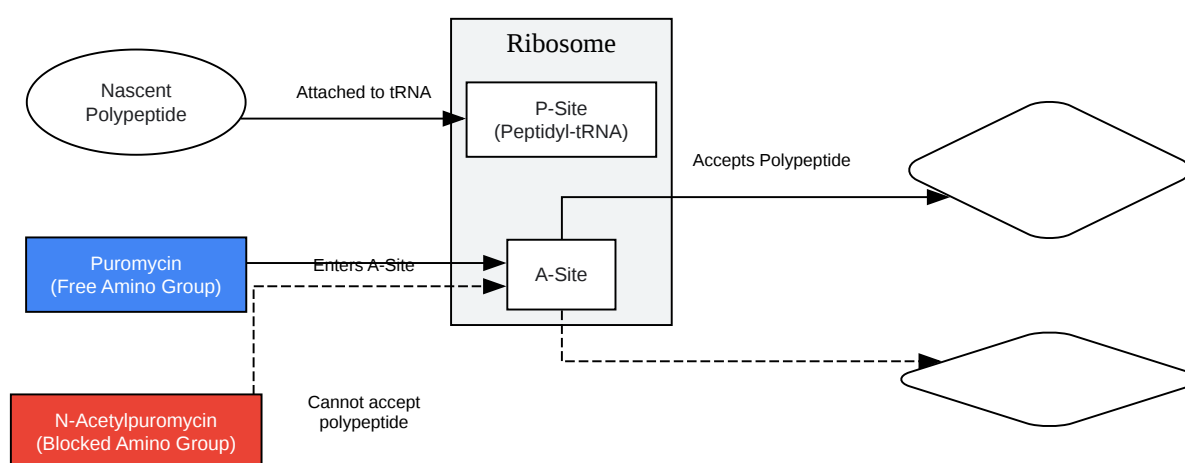 Ribosome
Nascent
Polypeptide
Attached to tRNA
P-Site
(Peptidyl-tRNA)
Accepts Polypeptide
Puromycin
(Free Amino Group)
Enters A-Site
A-Site
Cannot accept
polypeptide
N-Acetylpuromycin
(Blocked Amino Group)